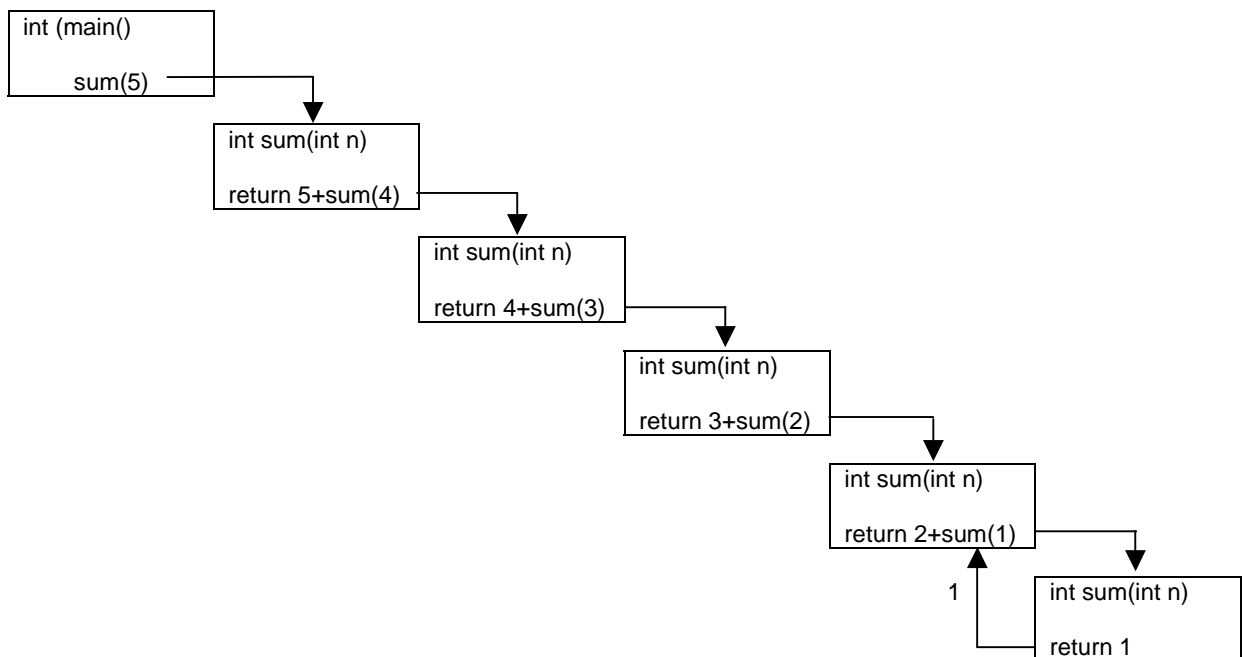 int (main()
sum(5)
int sum(int n)
return 5+sum(4)
int sum(int n)
return 4+sum(3)
int sum(int n)
return 3+sum(2)
int sum(int n)
return 2+sum(1)
1
int sum(int n)
return 1